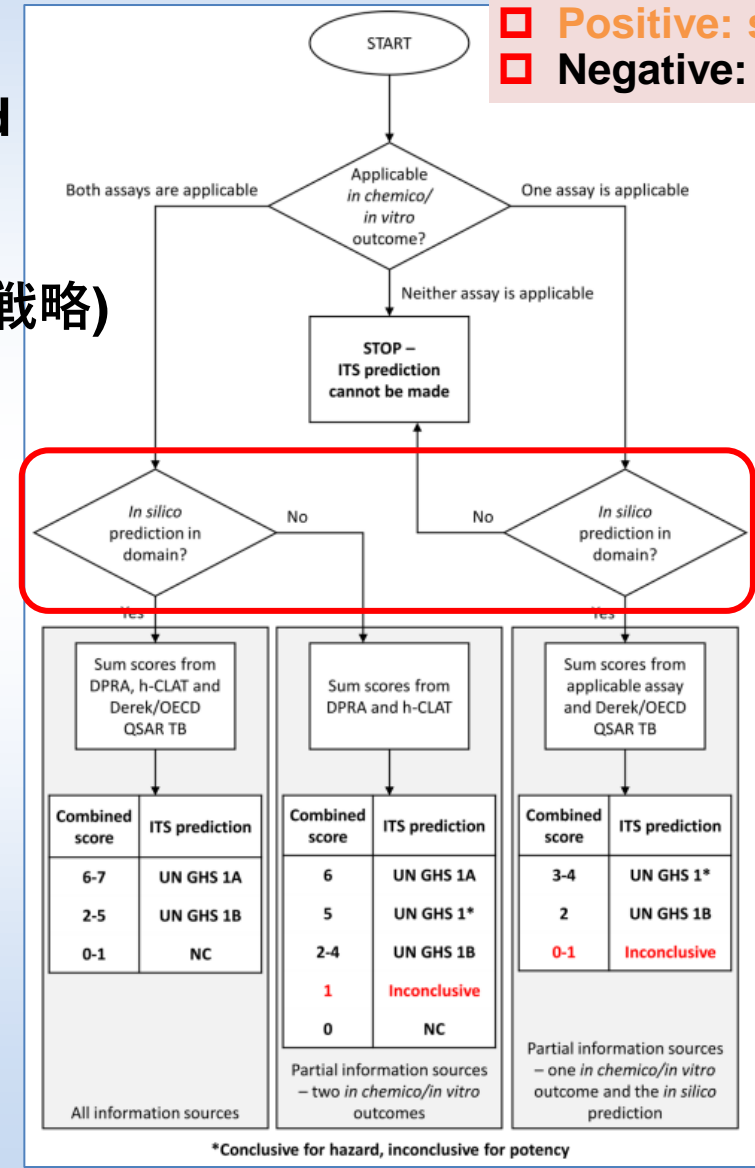 Positive: s
Negative:
d
戦略)
START
Applicable
in chemico/
in vitro
outcome?
Both assays are applicable
One assay is applicable
Neither assay is applicable
STOP –
ITS prediction
cannot be made
In silico
prediction in
domain?
No
No
In silico
prediction in
domain?
Yes
Yes
Sum scores from
DPRA, h-CLAT and
Derek/OECD
QSAR TB
Sum scores from
DPRA and h-CLAT
Sum scores from
applicable assay
and Derek/OECD
QSAR TB
Combined
score
ITS prediction
6-7 UN GHS 1A
2-5 UN GHS 1B
0-1 NC
All information sources
Combined
score
ITS prediction
6 UN GHS 1A
5 UN GHS 1*
2-4 UN GHS 1B
1 Inconclusive
0 NC
Partial information sources
– two in chemico/in vitro
outcomes
Combined
score
ITS prediction
3-4 UN GHS 1*
2 UN GHS 1B
0-1 Inconclusive
Partial information sources
– one in chemico/in vitro
outcome and the in silico
prediction
*Conclusive for hazard, inconclusive for potency